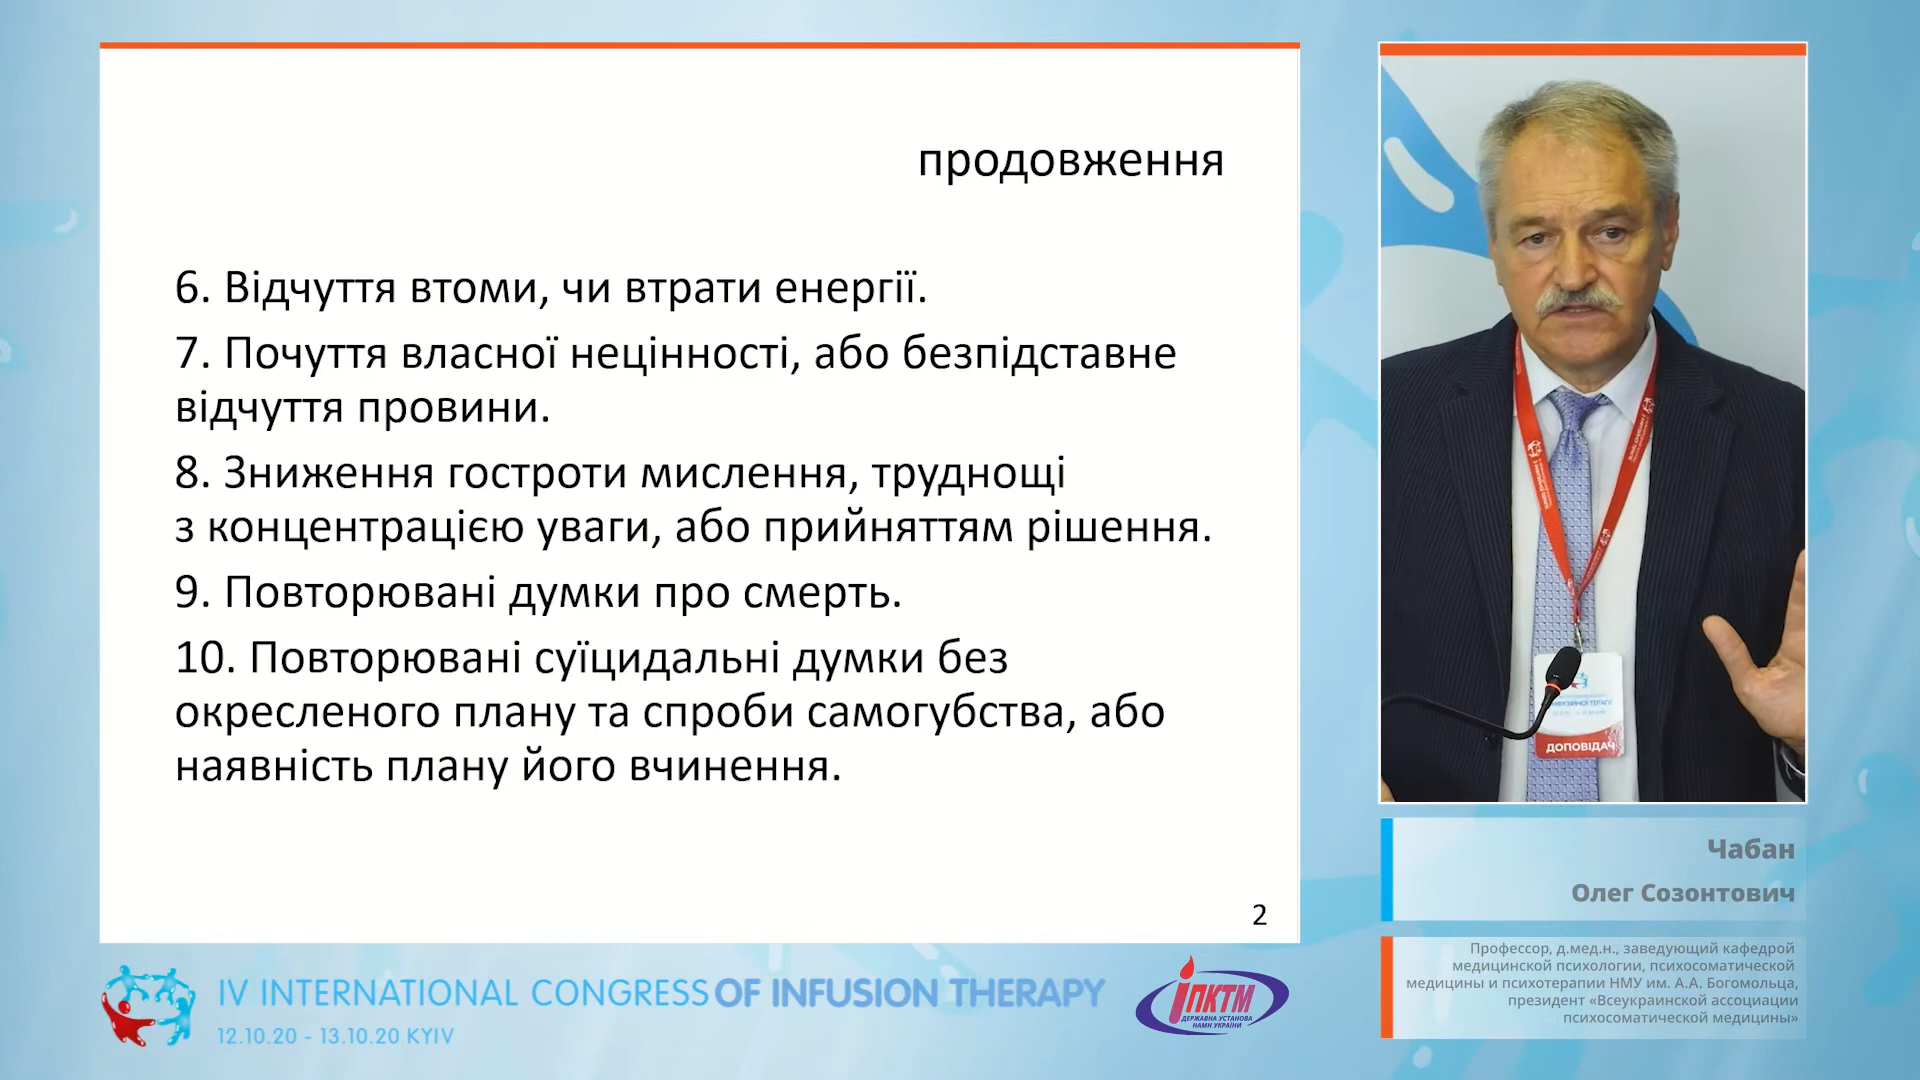 продовження
6. Відчуття втоми, чи втрати енергії.
7. Почуття власної нецінності, або безпідставне
відчуття провини.
8. Зниження гостроти мислення, труднощі
з концентрацією уваги, або прийняттям рішення.
9. Повторювані думки про смерть.
10. Повторювані суїцидальні думки без
окресленого плану та спроби самогубства, або
наявність плану його вчинення.
2
ДОПОВІДАЧ
Чабан
Олег Созонтович
Профессор, д.мед.н., заведующий кафедрой
медицинской психологии, психосоматической
медицины и психотерапии НМУ им. А.А. Богомольца,
президент «Всеукраинской ассоциации
психосоматической медицины»
IV INTERNATIONAL CONGRESS OF INFUSION THERAPY
12.10.20 - 13.10.20 KYIV
ІПКТМ
ДЕРЖАВНА УСТАНОВА
НАМН УКРАЇНИ